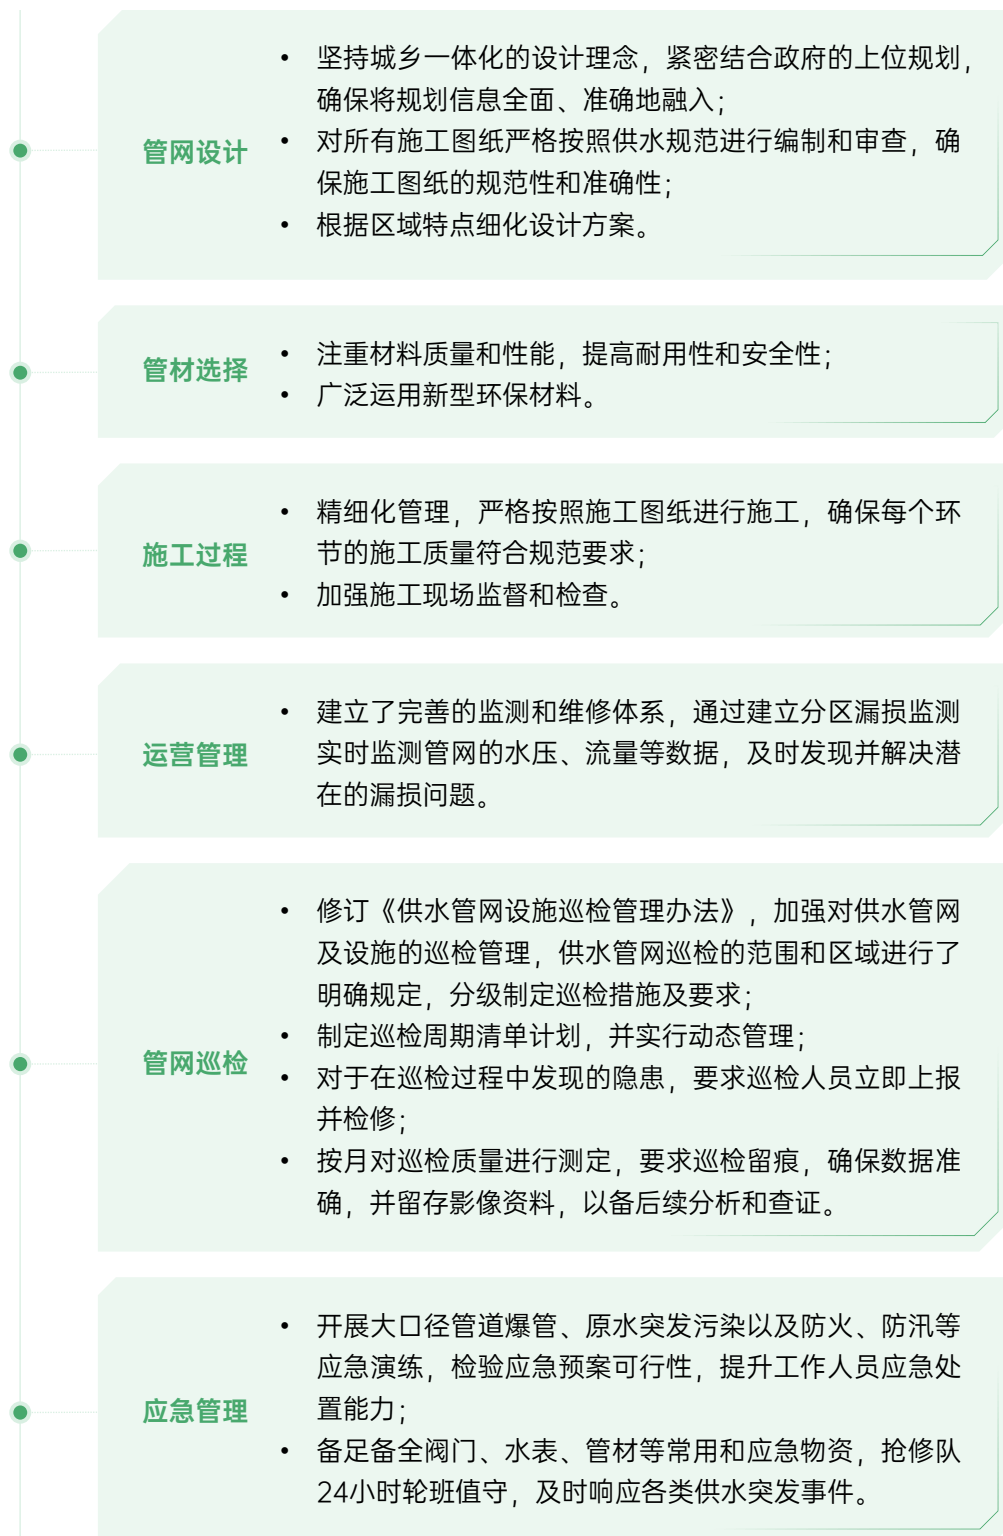 管网设计
• 坚持城乡一体化的设计理念，紧密结合政府的上位规划，
确保将规划信息全面、准确地融入；
• 对所有施工图纸严格按照供水规范进行编制和审查，确
保施工图纸的规范性和准确性；
• 根据区域特点细化设计方案。
管材选择
• 注重材料质量和性能，提高耐用性和安全性；
• 广泛运用新型环保材料。
施工过程
• 精细化管理，严格按照施工图纸进行施工，确保每个环
节的施工质量符合规范要求；
• 加强施工现场监督和检查。
运营管理
• 建立了完善的监测和维修体系，通过建立分区漏损监测
实时监测管网的水压、流量等数据，及时发现并解决潜
在的漏损问题。
管网巡检
• 修订《供水管网设施巡检管理办法》，加强对供水管网
及设施的巡检管理，供水管网巡检的范围和区域进行了
明确规定，分级制定巡检措施及要求；
• 制定巡检周期清单计划，并实行动态管理；
• 对于在巡检过程中发现的隐患，要求巡检人员立即上报
并检修；
• 按月对巡检质量进行测定，要求巡检留痕，确保数据准
确，并留存影像资料，以备后续分析和查证。
应急管理
• 开展大口径管道爆管、原水突发污染以及防火、防汛等
应急演练，检验应急预案可行性，提升工作人员应急处
置能力；
• 备足备全阀门、水表、管材等常用和应急物资，抢修队
24小时轮班值守，及时响应各类供水突发事件。